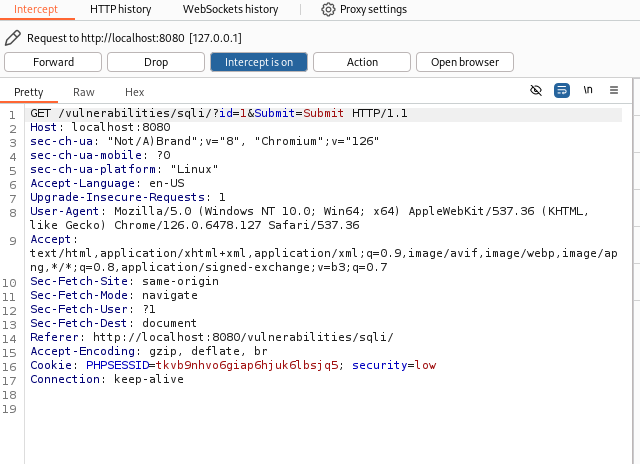 Intercept HTTP history WebSockets history Proxy settings
Request to http://localhost:8080 [127.0.0.1]
Forward Drop Intercept is on Action Open browser
Pretty Raw Hex \n
1 GET /vulnerabilities/sqli/?id=1&Submit=Submit HTTP/1.1
2 Host: localhost:8080
3 sec-ch-ua: "Not/A)Brand";v="8", "Chromium";v="126"
4 sec-ch-ua-mobile: ?0
5 sec-ch-ua-platform: "Linux"
6 Accept-Language: en-US
7 Upgrade-Insecure-Requests: 1
8 User-Agent: Mozilla/5.0 (Windows NT 10.0; Win64; x64) AppleWebKit/537.36 (KHTML,
like Gecko) Chrome/126.0.6478.127 Safari/537.36
9 Accept:
text/html,application/xhtml+xml,application/xml;q=0.9,image/avif,image/webp,image/ap
ng,*/*;q=0.8,application/signed-exchange;v=b3;q=0.7
10 Sec-Fetch-Site: same-origin
11 Sec-Fetch-Mode: navigate
12 Sec-Fetch-User: ?1
13 Sec-Fetch-Dest: document
14 Referer: http://localhost:8080/vulnerabilities/sqli/
15 Accept-Encoding: gzip, deflate, br
16 Cookie: PHPSESSID=tkvb9nhvo6giap6hjuk6lbsjq5; security=low
17 Connection: keep-alive
18
19